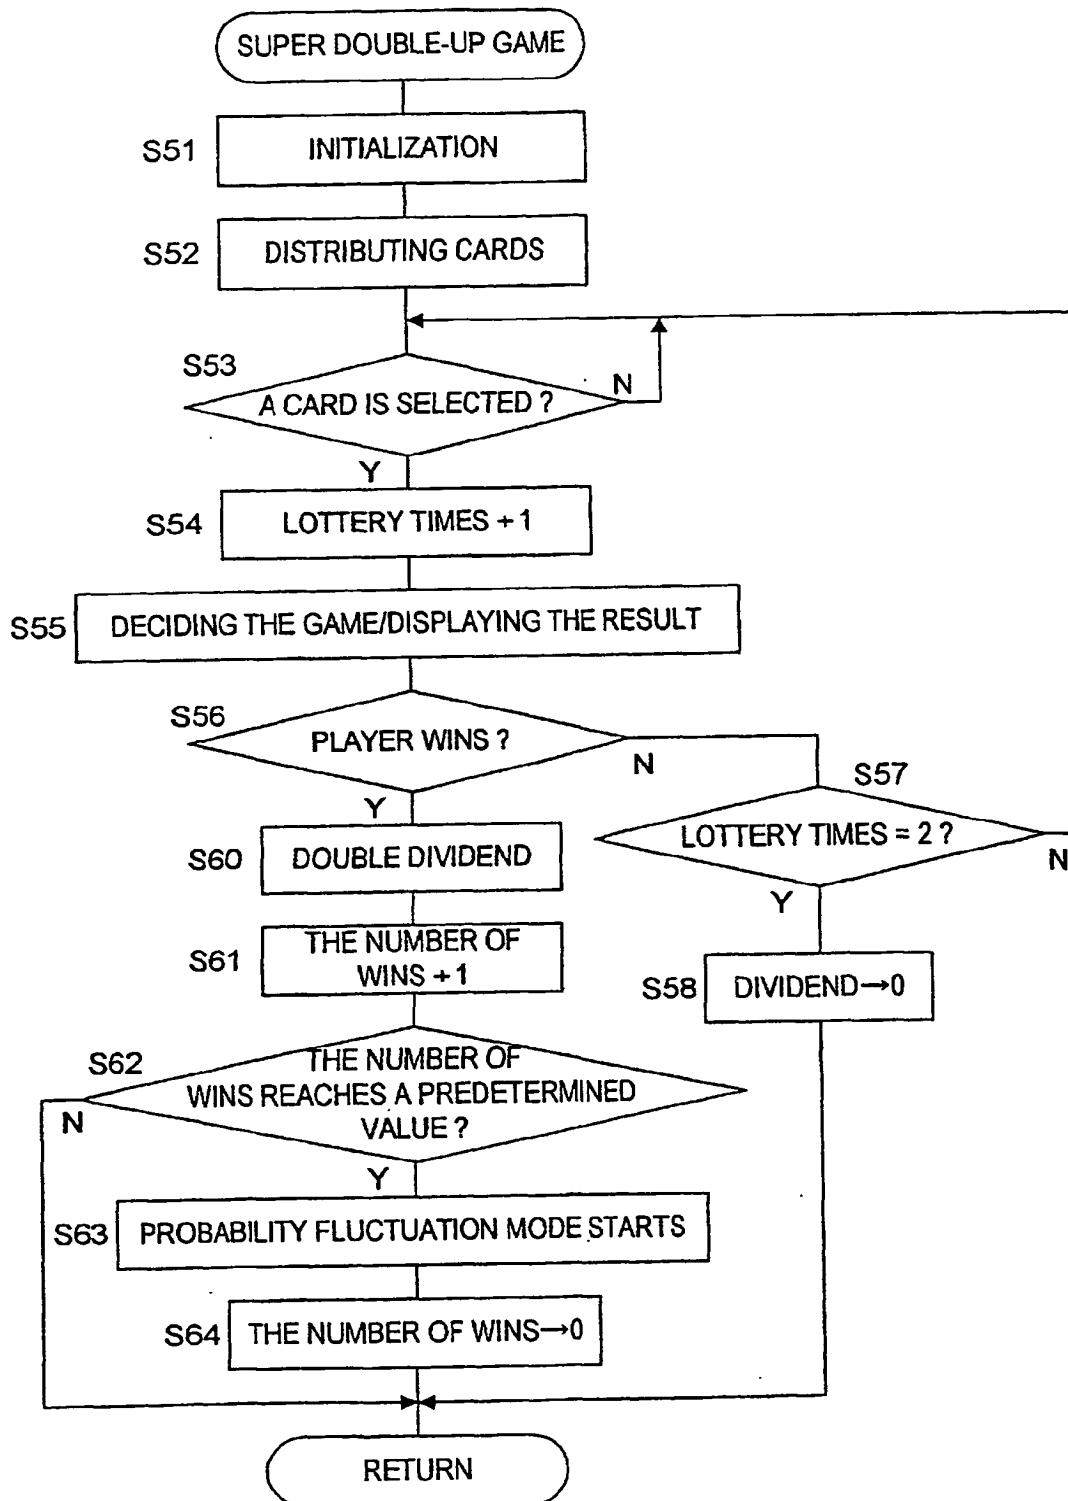 SUPER DOUBLE-UP GAME
S51
INITIALIZATION
S52
DISTRIBUTING CARDS
S53
A CARD IS SELECTED ?
N
Y
S54
LOTTERY TIMES + 1
S55
DECIDING THE GAME/DISPLAYING THE RESULT
S56
PLAYER WINS ?
N
Y
S57
LOTTERY TIMES = 2 ?
N
Y
S60
DOUBLE DIVIDEND
S61
THE NUMBER OF
WINS + 1
S58
DIVIDEND→0
S62
THE NUMBER OF
WINS REACHES A PREDETERMINED
VALUE ?
N
Y
S63
PROBABILITY FLUCTUATION MODE STARTS
S64
THE NUMBER OF WINS→0
RETURN